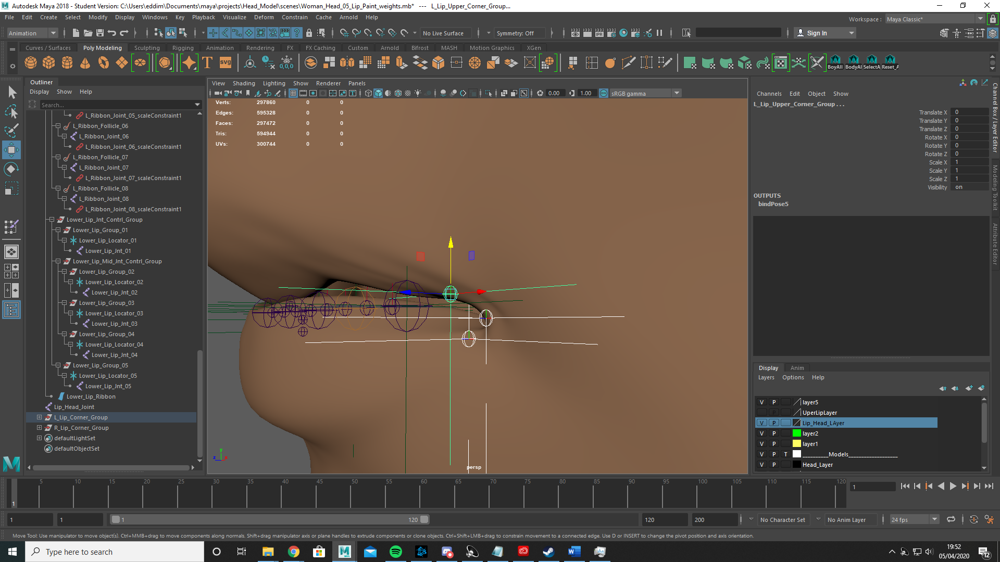 Autodesk Maya 2018 - Student Version: C:\Users\eddim\Documents\maya\projects\Head_Model\scenes\Woman_Head_05_Lip_Paint_weights.mb* --- L_Lip_Upper_Corner_Group...
File Edit Create Select Modify Display Windows Key Playback Visualize Deform Constrain Cache Arnold Help
Workspace : Maya Classic*
Animation
No Live Surface
Symmetry: Off
Sign In
Curves / Surfaces Poly Modeling Sculpting Rigging Animation Rendering FX FX Caching Custom Arnold Bifrost MASH Motion Graphics XGen
T svg 0,0,0 BoyAll BodyAl SelectA Reset_A
Outliner
Display Show Help
Search...
L_Ribbon_Joint_05_scaleConstraint1
L_Ribbon_Follicle_06
L_Ribbon_Joint_06
L_Ribbon_Joint_06_scaleConstraint1
L_Ribbon_Follicle_07
L_Ribbon_Joint_07
L_Ribbon_Joint_07_scaleConstraint1
L_Ribbon_Follicle_08
L_Ribbon_Joint_08
L_Ribbon_Joint_08_scaleConstraint1
Lower_Lip_Jnt_Contrl_Group
Lower_Lip_Group_01
Lower_Lip_Locator_01
Lower_Lip_Jnt_01
Lower_Lip_Mid_Jnt_Contrl_Group
Lower_Lip_Group_02
Lower_Lip_Locator_02
Lower_Lip_Jnt_02
Lower_Lip_Group_03
Lower_Lip_Locator_03
Lower_Lip_Jnt_03
Lower_Lip_Group_04
Lower_Lip_Locator_04
Lower_Lip_Jnt_04
Lower_Lip_Group_05
Lower_Lip_Locator_05
Lower_Lip_Jnt_05
Lower_Lip_Ribbon
Lip_Head_Joint
L_Lip_Corner_Group
R_Lip_Corner_Group
defaultLightSet
defaultObjectSet
View Shading Lighting Show Renderer Panels
0.00 1.00 sRGB gamma
Verts: 297860 0 0
Edges: 595328 0 0
Faces: 297472 0 0
Tris: 594944 0 0
UVs: 300744 0 0
y
z
persp
Channels Edit Object Show
L_Lip_Upper_Corner_Group . . .
Translate X 0
Translate Y 0
Translate Z 0
Rotate X 0
Rotate Y 0
Rotate Z 0
Scale X 1
Scale Y 1
Scale Z 1
Visibility on
OUTPUTS
bindPose5
Channel Box / Layer Editor
Modeling Toolkit
Attribute Editor
Display Anim
Layers Options Help
V P layer5
UperLipLayer
V P Lip_Head_LAyer
V P layer2
V P layer1
V P T __________Models___________________
V P Head_Layer
5 10 15 20 25 30 35 40 45 50 55 60 65 70 75 80 85 90 95 100 105 110 115 120
1
1
1 1 1 120 120 200 No Character Set No Anim Layer 24 fps
Move Tool: Use manipulator to move object(s). Ctrl+MMB+drag to move components along normals. Shift+drag manipulator axis or plane handles to extrude components or clone objects. Ctrl+Shift+LMB+drag to constrain movement to a connected edge. Use D or INSERT to change the pivot position and axis orientation.
Type here to search
19:52
05/04/2020
12